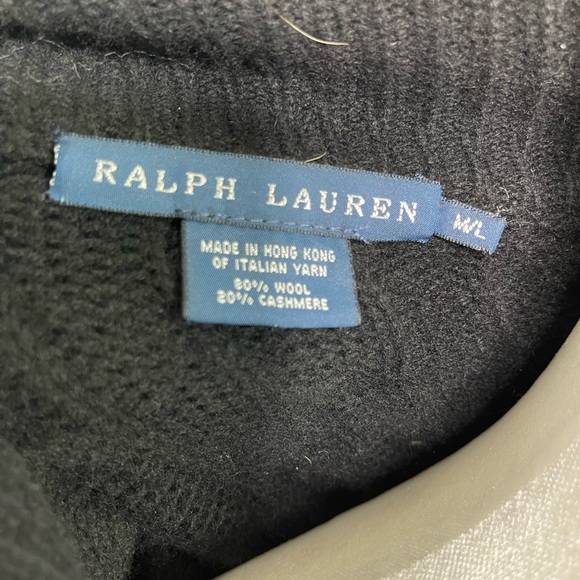 RALPH LAUREN
M/L
MADE IN HONG KONG
OF ITALIAN YARN
80% WOOL
20% CASHMERE